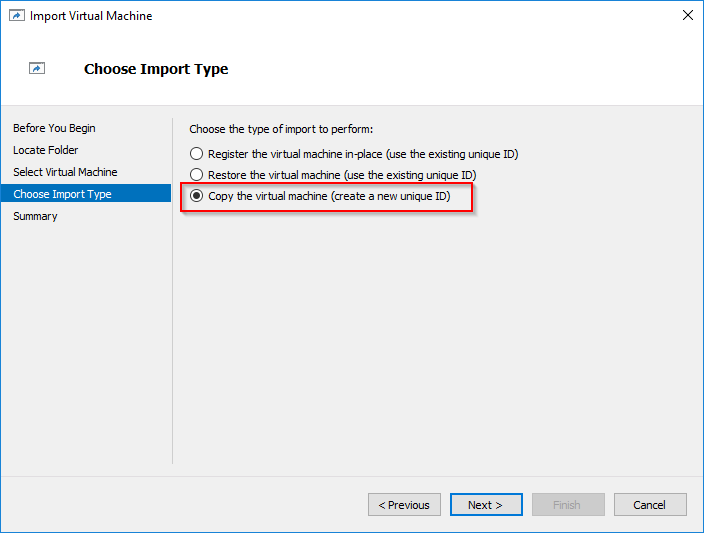 Import Virtual Machine
Choose Import Type
Before You Begin
Locate Folder
Select Virtual Machine
Choose Import Type
Summary
Choose the type of import to perform:
Register the virtual machine in-place (use the existing unique ID)
Restore the virtual machine (use the existing unique ID)
Copy the virtual machine (create a new unique ID)
< Previous
Next >
Finish
Cancel